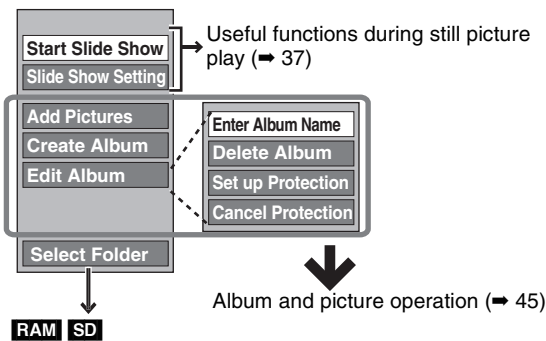 Start Slide Show
Slide Show Setting
Useful functions during still picture
play (➡ 37)
Add Pictures
Create Album
Edit Album
Enter Album Name
Delete Album
Set up Protection
Cancel Protection
Select Folder
Album and picture operation (➡ 45)
RAM SD